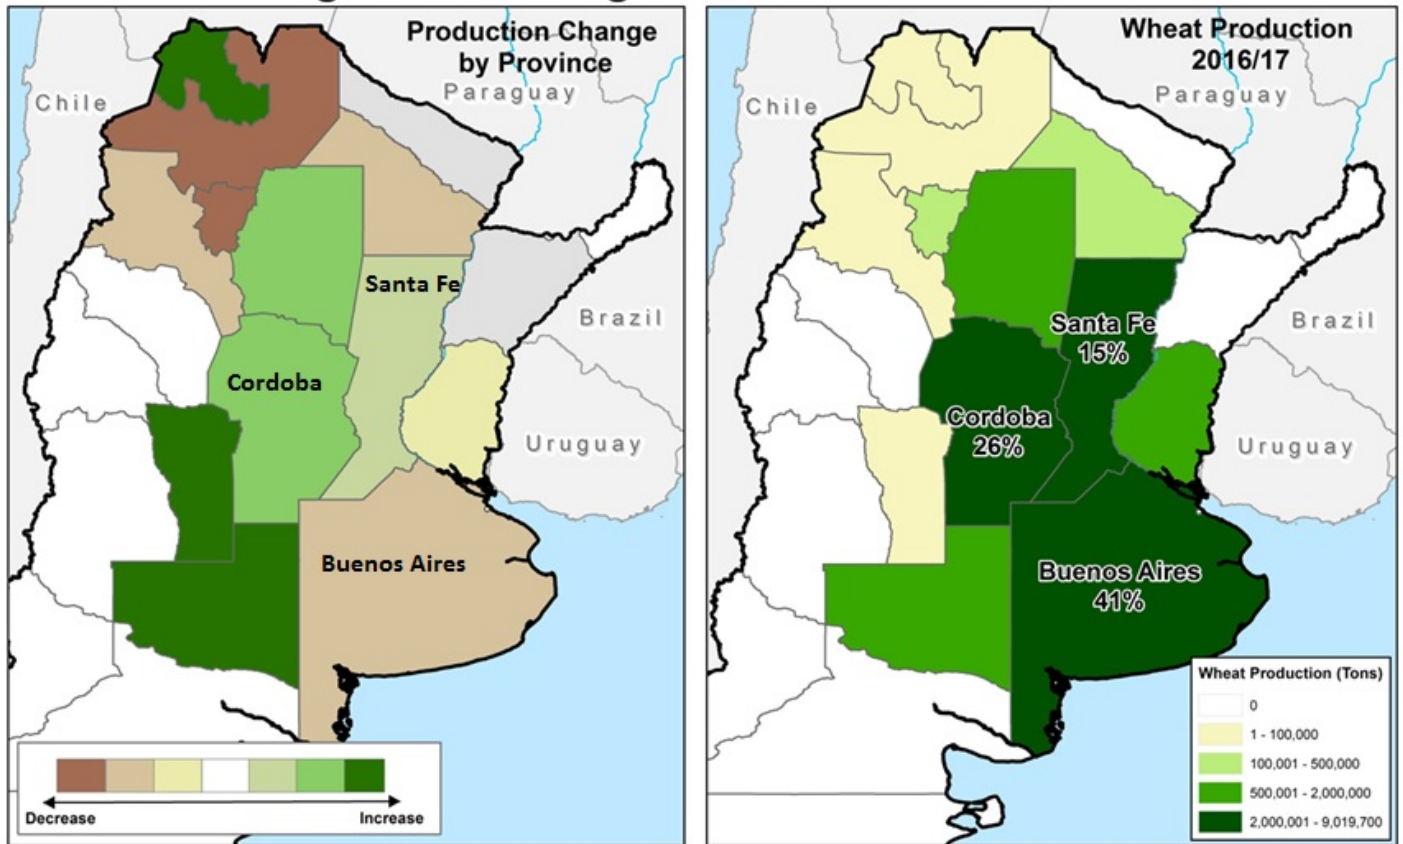 Production Change
by Province
Chile
Paraguay
Santa Fe
Brazil
Cordoba
Uruguay
Buenos Aires
Decrease
Increase
Wheat Production
2016/17
Chile
Paraguay
Santa Fe
15%
Brazil
Cordoba
26%
Uruguay
Buenos Aires
41%
Wheat Production (Tons)
0
1 - 100,000
100,001 - 500,000
500,001 - 2,000,000
2,000,001 - 9,019,700